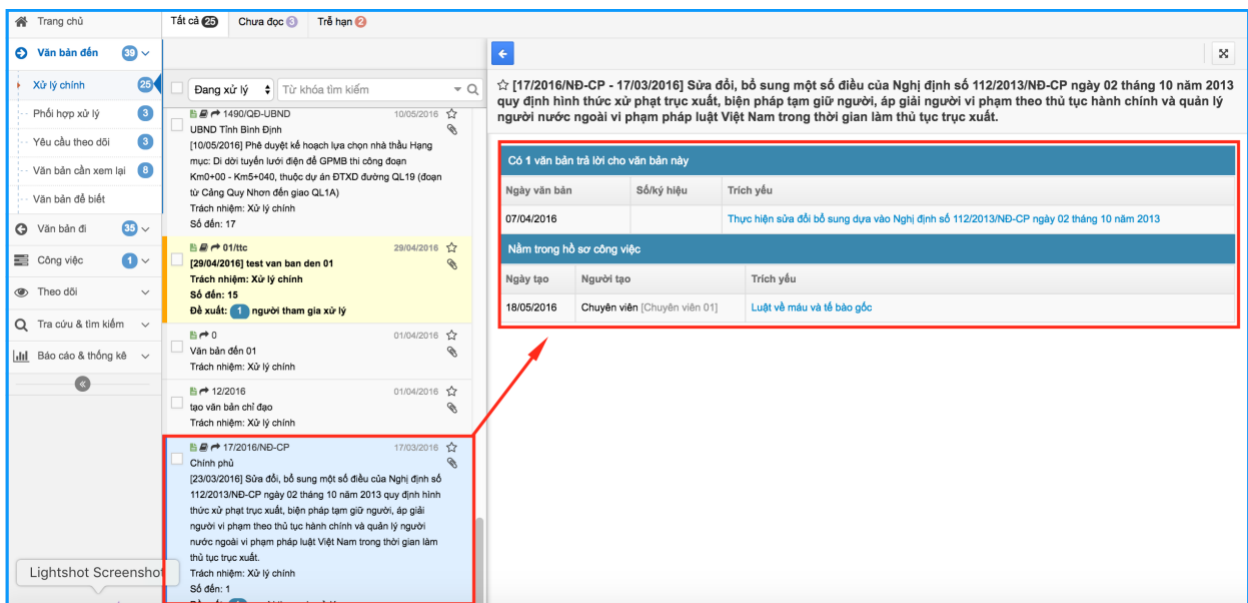 Trang chủ
Văn bản đến 39
Xử lý chính 25
Phối hợp xử lý 3
Yêu cầu theo dõi 3
Văn bản cần xem lại 8
Văn bản để biết
Văn bản đi 35
Công việc 1
Theo dõi
Tra cứu & tìm kiếm
Báo cáo & thống kê
Lightshot Screenshot
Tất cả 25 Chưa đọc 3 Trễ hạn 2
Đang xử lý Từ khóa tìm kiếm
1490/QĐ-UBND 10/05/2016
UBND Tỉnh Bình Định
[10/05/2016] Phê duyệt kế hoạch lựa chọn nhà thầu Hạng
mục: Di dời tuyến lưới điện để GPMB thi công đoạn
Km0+00 - Km5+040, thuộc dự án ĐTXD đường QL19 (đoạn
từ Cảng Quy Nhơn đến giao QL1A)
Trách nhiệm: Xử lý chính
Số đến: 17
01/ttc 29/04/2016
[29/04/2016] test van ban den 01
Trách nhiệm: Xử lý chính
Số đến: 15
Đề xuất: 1 người tham gia xử lý
0 01/04/2016
Văn bản đến 01
Trách nhiệm: Xử lý chính
12/2016 01/04/2016
tạo văn bản chỉ đạo
Trách nhiệm: Xử lý chính
17/2016/NĐ-CP 17/03/2016
Chính phủ
[23/03/2016] Sửa đổi, bổ sung một số điều của Nghị định số
112/2013/NĐ-CP ngày 02 tháng 10 năm 2013 quy định hình
thức xử phạt trục xuất, biện pháp tạm giữ người, áp giải
người vi phạm theo thủ tục hành chính và quản lý người
nước ngoài vi phạm pháp luật Việt Nam trong thời gian làm
thủ tục trục xuất.
Trách nhiệm: Xử lý chính
Số đến: 1
[17/2016/NĐ-CP - 17/03/2016] Sửa đổi, bổ sung một số điều của Nghị định số 112/2013/NĐ-CP ngày 02 tháng 10 năm 2013
quy định hình thức xử phạt trục xuất, biện pháp tạm giữ người, áp giải người vi phạm theo thủ tục hành chính và quản lý
người nước ngoài vi phạm pháp luật Việt Nam trong thời gian làm thủ tục trục xuất.
Có 1 văn bản trả lời cho văn bản này
Ngày văn bản Số/ký hiệu Trích yếu
07/04/2016 Thực hiện sửa đổi bổ sung dựa vào Nghị định số 112/2013/NĐ-CP ngày 02 tháng 10 năm 2013
Nằm trong hồ sơ công việc
Ngày tạo Người tạo Trích yếu
18/05/2016 Chuyên viên [Chuyên viên 01] Luật về máu và tế bào gốc